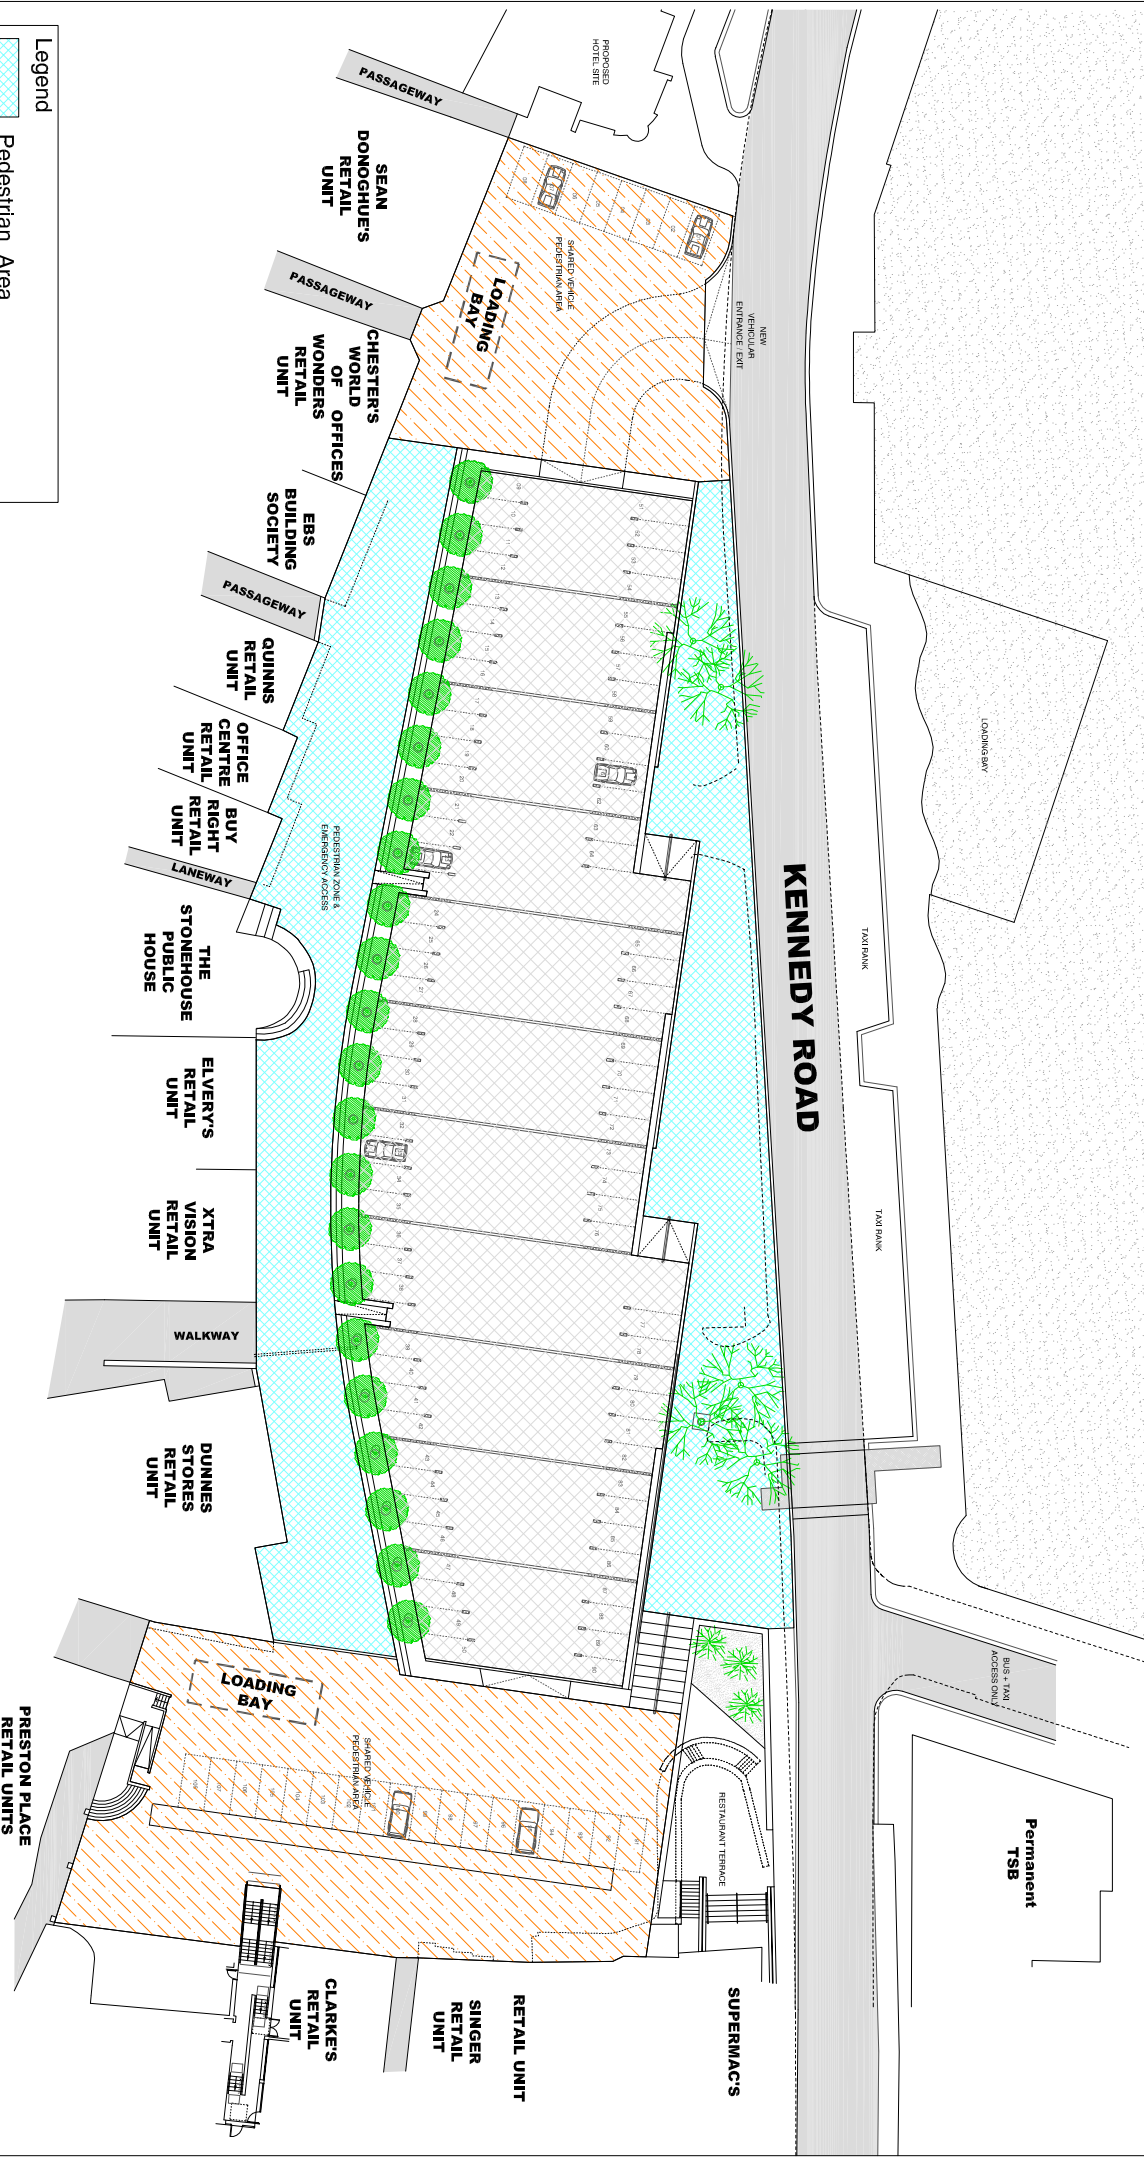 Legend
Pedestrian Area
PROPOSED
HOTEL SITE
PASSAGEWAY
SEAN
DONOGHUE'S
RETAIL
UNIT
SHARED VEHICLE
PEDESTRIAN AREA
LOADING
BAY
NEW
VEHICULAR
ENTRANCE / EXIT
PASSAGEWAY
CHESTER'S
WORLD
OF
WONDERS
RETAIL
UNIT
OFFICES
EBS
BUILDING
SOCIETY
PASSAGEWAY
QUINNS
RETAIL
UNIT
OFFICE
CENTRE
RETAIL
UNIT
BUY
RIGHT
RETAIL
UNIT
LANEWAY
PEDESTRIAN ZONE &
EMERGENCY ACCESS
THE
STONEHOUSE
PUBLIC
HOUSE
ELVERY'S
RETAIL
UNIT
XTRA
VISION
RETAIL
UNIT
WALKWAY
DUNNES
STORES
RETAIL
UNIT
KENNEDY ROAD
LOADING BAY
TAXI RANK
TAXI RANK
BUS + TAXI
ACCESS ONLY
Permanent
TSB
LOADING
BAY
SHARED VEHICLE
PEDESTRIAN AREA
RESTAURANT TERRACE
PRESTON PLACE
RETAIL UNITS
CLARKE'S
RETAIL
UNIT
SINGER
RETAIL
UNIT
RETAIL UNIT
SUPERMAC'S